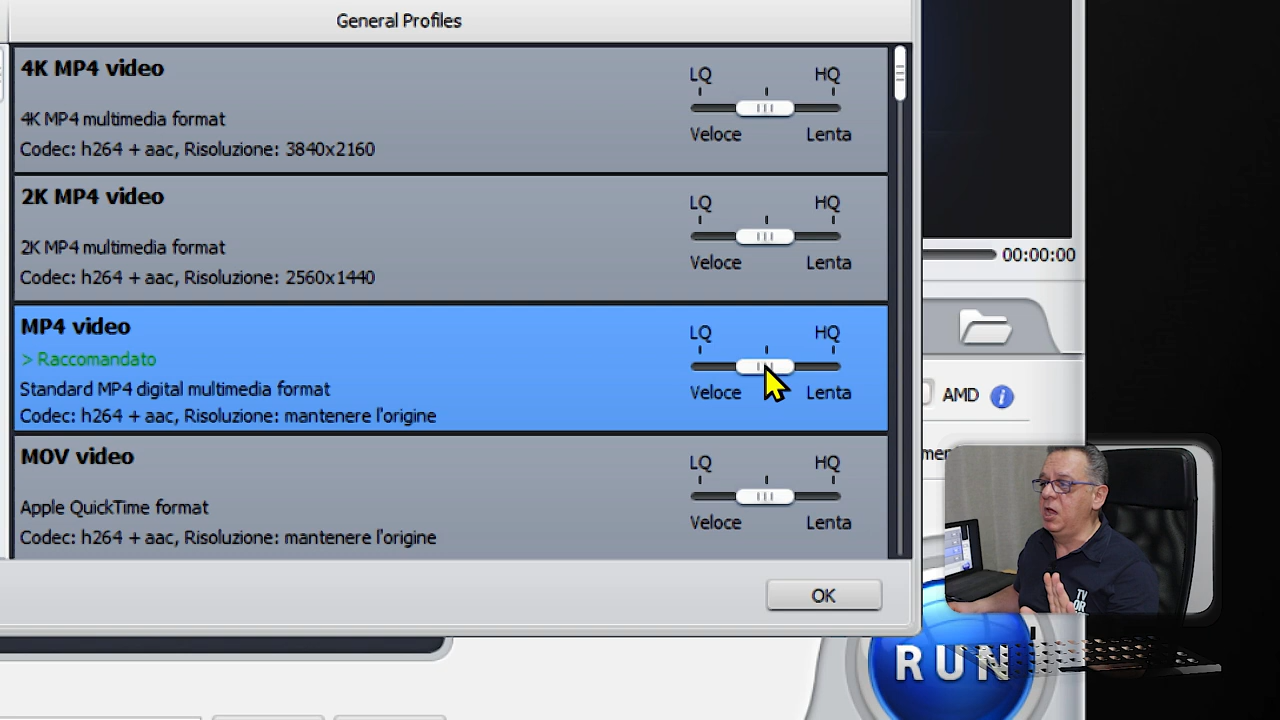 General Profiles
4K MP4 video
LQ HQ
4K MP4 multimedia format
Veloce Lenta
Codec: h264 + aac, Risoluzione: 3840x2160
2K MP4 video
LQ HQ
2K MP4 multimedia format
Veloce Lenta
Codec: h264 + aac, Risoluzione: 2560x1440
00:00:00
MP4 video
LQ HQ
> Raccomandato
Standard MP4 digital multimedia format
Veloce Lenta
AMD
Codec: h264 + aac, Risoluzione: mantenere l'origine
MOV video
LQ HQ
Apple QuickTime format
Veloce Lenta
Codec: h264 + aac, Risoluzione: mantenere l'origine
OK
TV
RUN